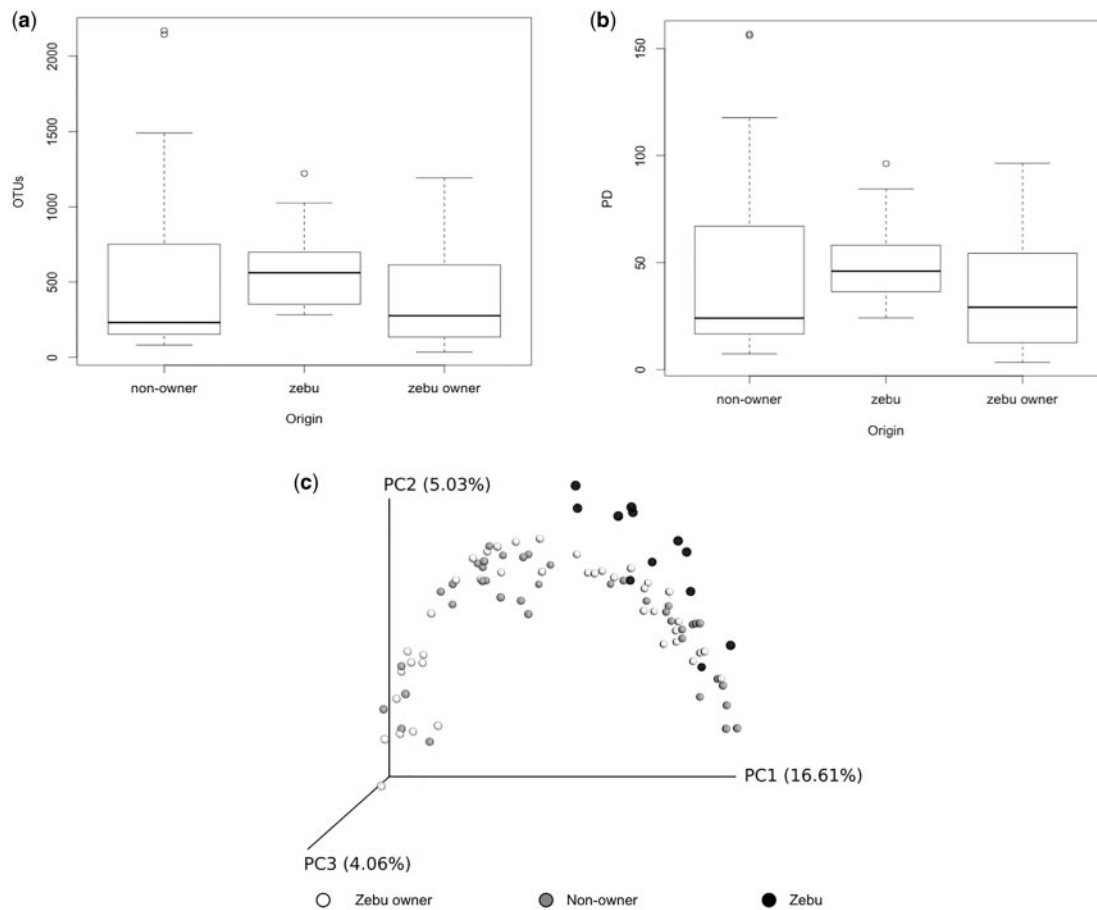 (a)
OTUs
2000
1500
1000
500
0
non-owner zebu zebu owner
Origin
(b)
PD
150
100
50
0
non-owner zebu zebu owner
Origin
(c)
PC2 (5.03%)
PC1 (16.61%)
PC3 (4.06%)
Zebu owner Non-owner Zebu